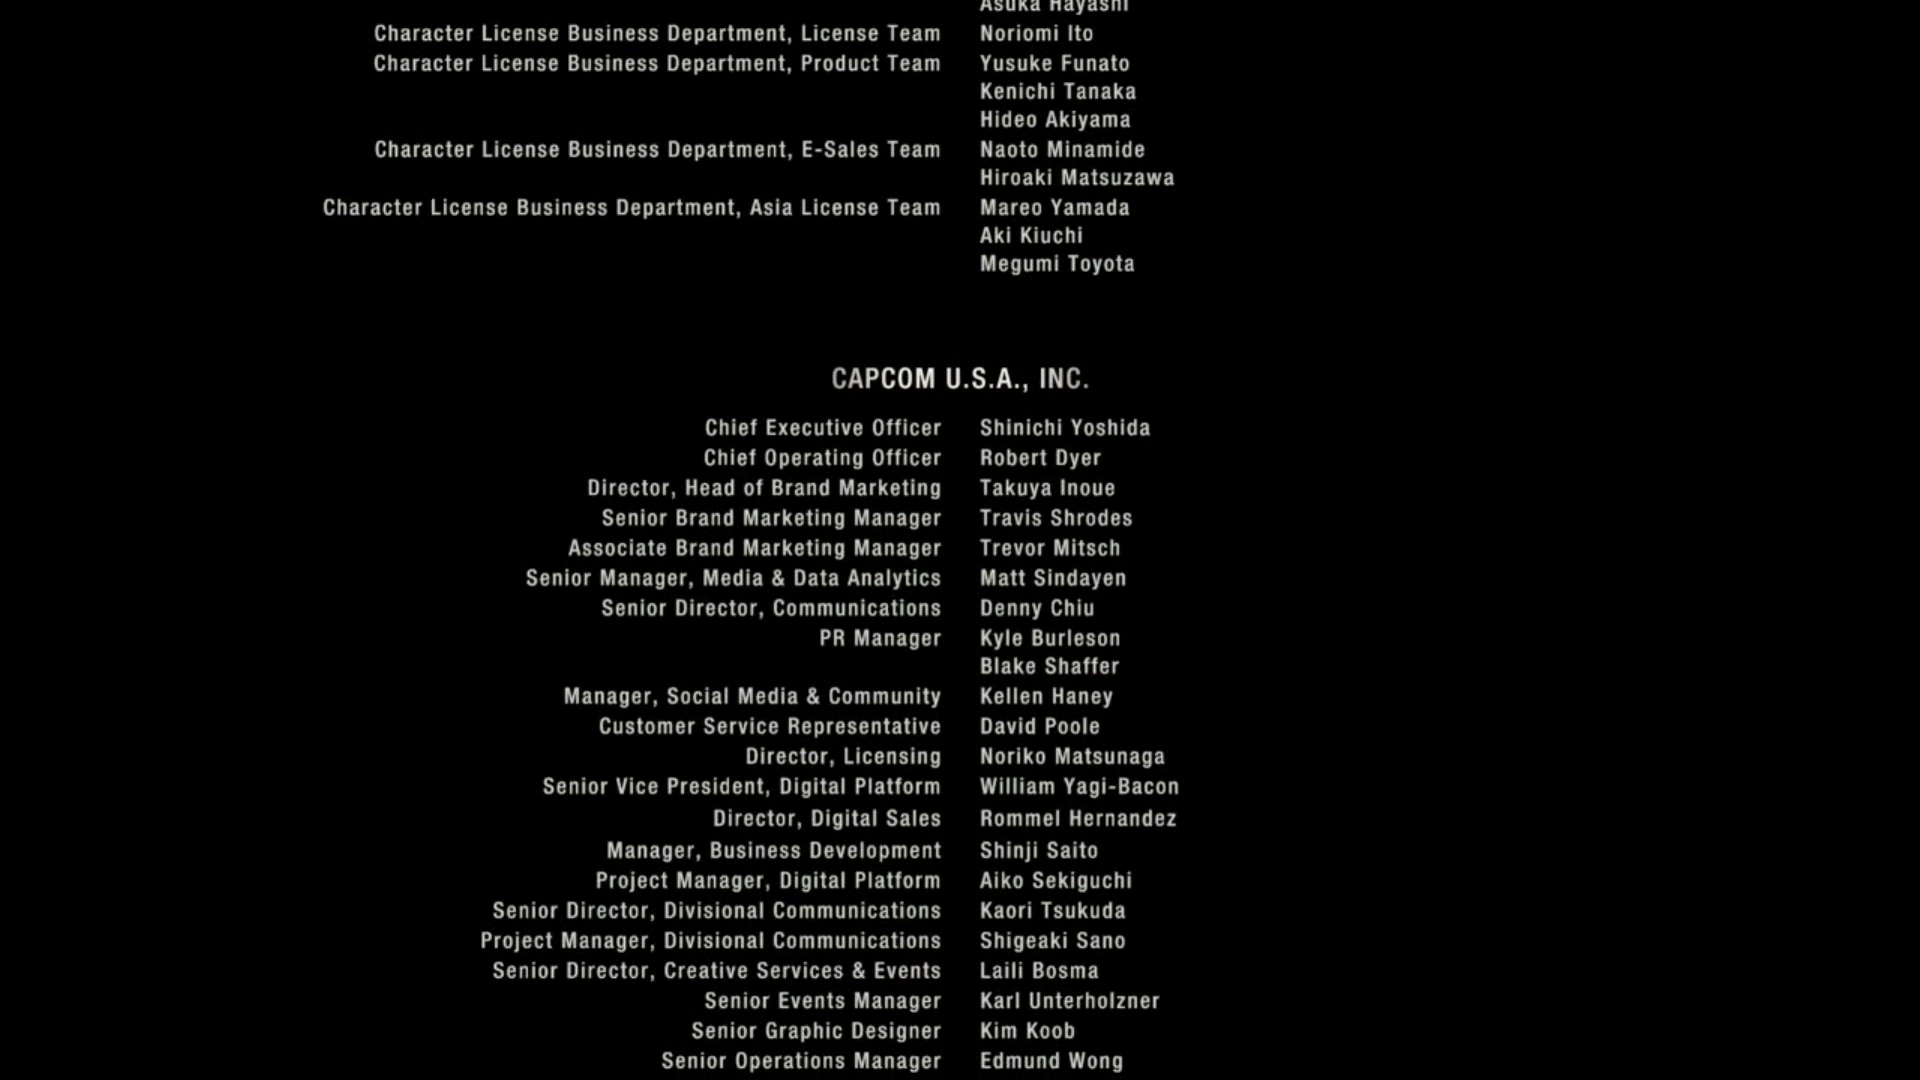 Asuka Hayashi
Character License Business Department, License Team Noriomi Ito
Character License Business Department, Product Team Yusuke Funato
Kenichi Tanaka
Hideo Akiyama
Character License Business Department, E-Sales Team Naoto Minamide
Hiroaki Matsuzawa
Character License Business Department, Asia License Team Mareo Yamada
Aki Kiuchi
Megumi Toyota
CAPCOM U.S.A., INC.
Chief Executive Officer Shinichi Yoshida
Chief Operating Officer Robert Dyer
Director, Head of Brand Marketing Takuya Inoue
Senior Brand Marketing Manager Travis Shrodes
Associate Brand Marketing Manager Trevor Mitsch
Senior Manager, Media & Data Analytics Matt Sindayen
Senior Director, Communications Denny Chiu
PR Manager Kyle Burleson
Blake Shaffer
Manager, Social Media & Community Kellen Haney
Customer Service Representative David Poole
Director, Licensing Noriko Matsunaga
Senior Vice President, Digital Platform William Yagi-Bacon
Director, Digital Sales Rommel Hernandez
Manager, Business Development Shinji Saito
Project Manager, Digital Platform Aiko Sekiguchi
Senior Director, Divisional Communications Kaori Tsukuda
Project Manager, Divisional Communications Shigeaki Sano
Senior Director, Creative Services & Events Laili Bosma
Senior Events Manager Karl Unterholzner
Senior Graphic Designer Kim Koob
Senior Operations Manager Edmund Wong